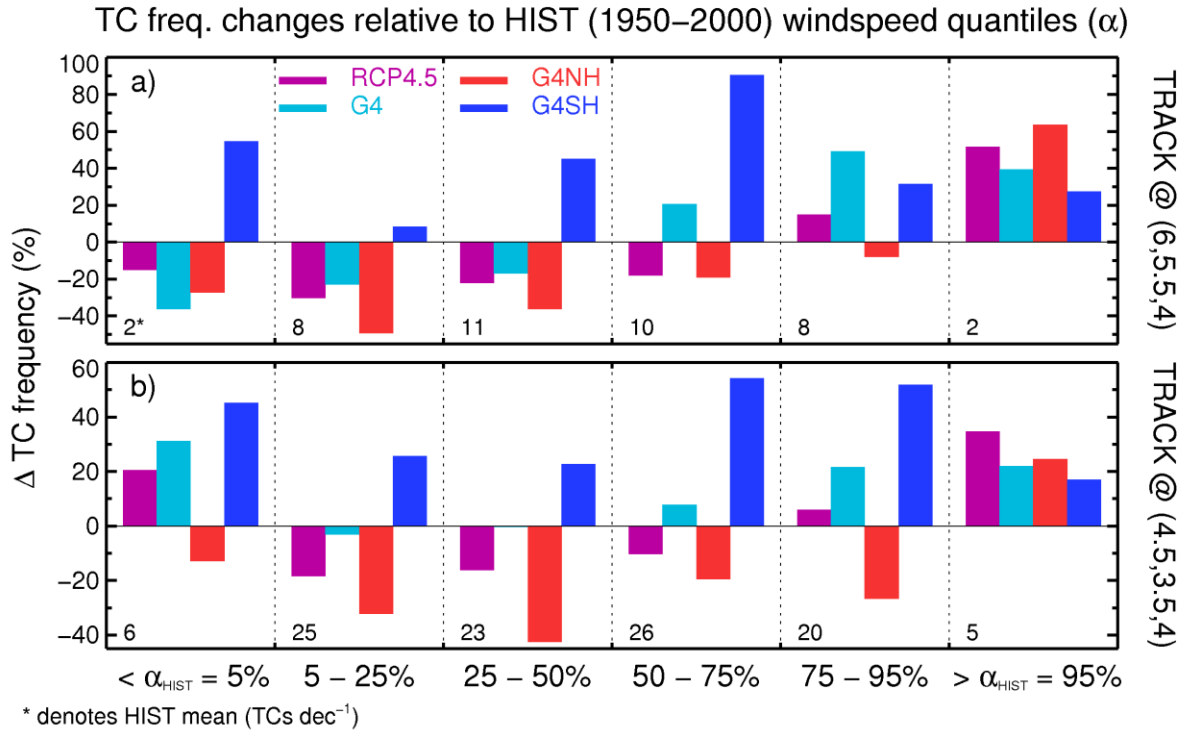 TC freq. changes relative to HIST (1950−2000) windspeed quantiles (α)
a)
RCP4.5
G4NH
G4
G4SH
100
80
60
40
20
0
−20
−40
2*
8
11
10
8
2
TRACK @ (6,5.5,4)
Δ TC frequency (%)
b)
60
40
20
0
−20
−40
6
25
23
26
20
5
TRACK @ (4.5,3.5,4)
< αHIST = 5%
5 − 25%
25 − 50%
50 − 75%
75 − 95%
> αHIST = 95%
* denotes HIST mean (TCs dec⁻¹)